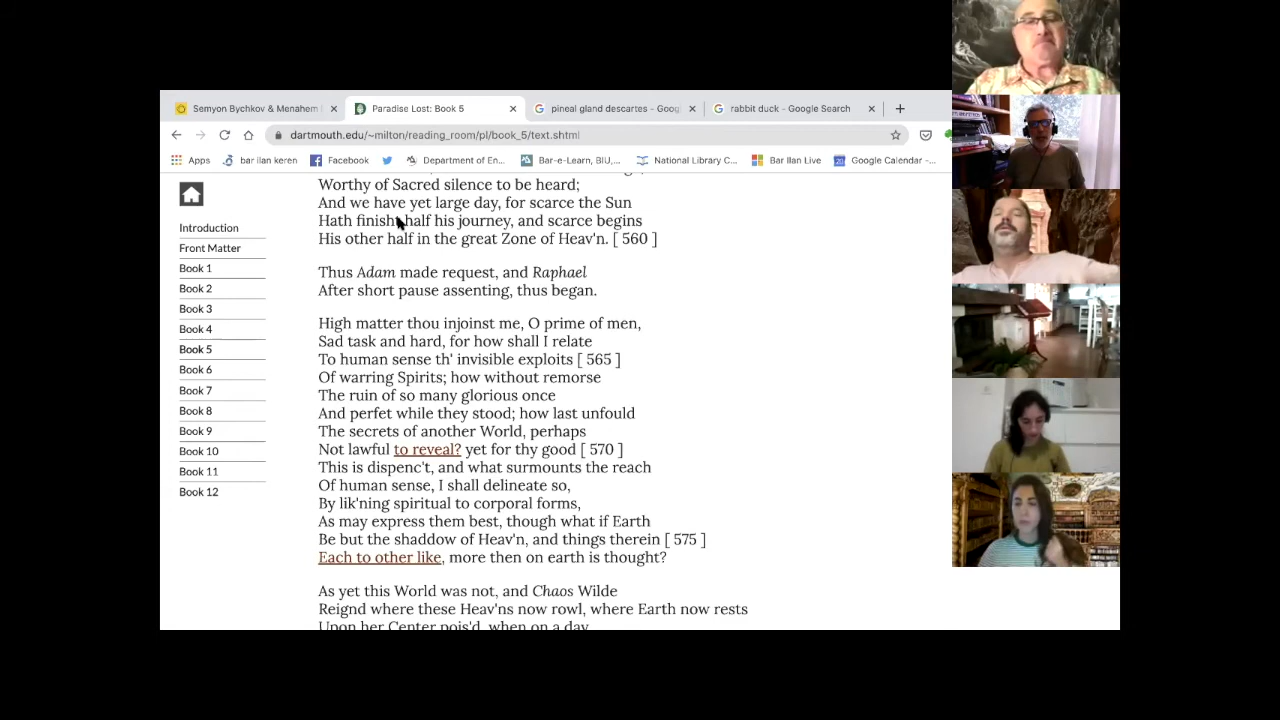 Semyon Bychkov & Menahem
Paradise Lost: Book 5
pineal gland descartes - Goog
rabbit duck - Google Search
dartmouth.edu/~milton/reading_room/pl/book_5/text.shtml
Apps bar ilan keren Facebook Department of En... Bar-e-Learn, BIU,... National Library C... Bar Ilan Live Google Calendar -...
Introduction
Front Matter
Book 1
Book 2
Book 3
Book 4
Book 5
Book 6
Book 7
Book 8
Book 9
Book 10
Book 11
Book 12
Worthy of Sacred silence to be heard;
And we have yet large day, for scarce the Sun
Hath finisht half his journey, and scarce begins
His other half in the great Zone of Heav'n. [ 560 ]
Thus Adam made request, and Raphael
After short pause assenting, thus began.
High matter thou injoinst me, O prime of men,
Sad task and hard, for how shall I relate
To human sense th' invisible exploits [ 565 ]
Of warring Spirits; how without remorse
The ruin of so many glorious once
And perfet while they stood; how last unfould
The secrets of another World, perhaps
Not lawful to reveal? yet for thy good [ 570 ]
This is dispenc't, and what surmounts the reach
Of human sense, I shall delineate so,
By lik'ning spiritual to corporal forms,
As may express them best, though what if Earth
Be but the shaddow of Heav'n, and things therein [ 575 ]
Each to other like, more then on earth is thought?
As yet this World was not, and Chaos Wilde
Reignd where these Heav'ns now rowl, where Earth now rests
Upon her Center pois'd, when on a day